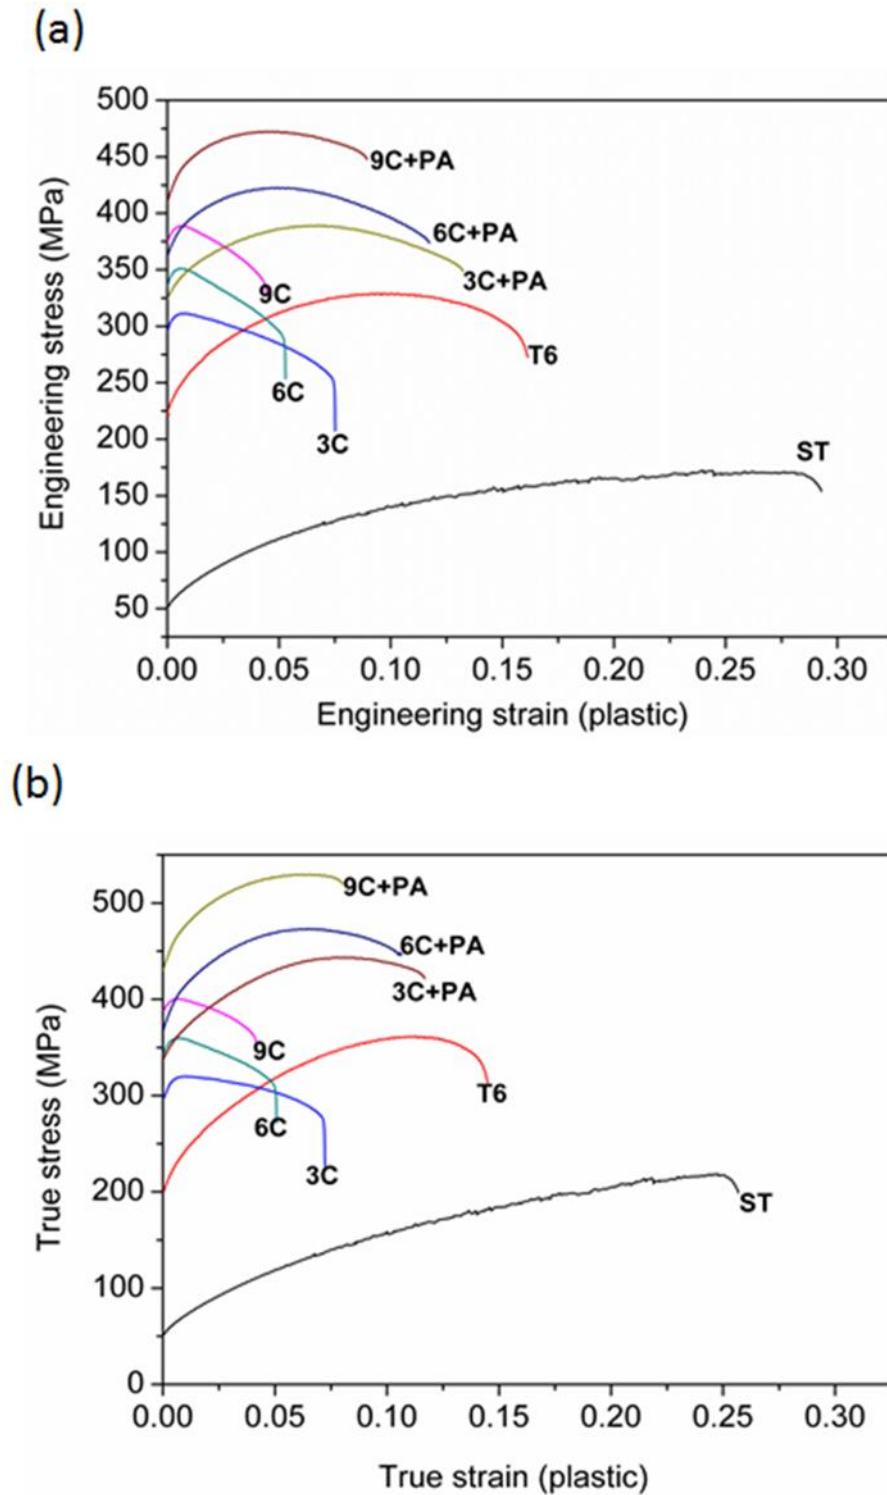 (a)
500
450
400
350
300
250
200
150
100
50
Engineering stress (MPa)
9C+PA
6C+PA
3C+PA
9C
T6
6C
3C
ST
0.00 0.05 0.10 0.15 0.20 0.25 0.30
Engineering strain (plastic)
(b)
500
400
300
200
100
0
True stress (MPa)
9C+PA
6C+PA
3C+PA
9C
T6
6C
3C
ST
0.00 0.05 0.10 0.15 0.20 0.25 0.30
True strain (plastic)